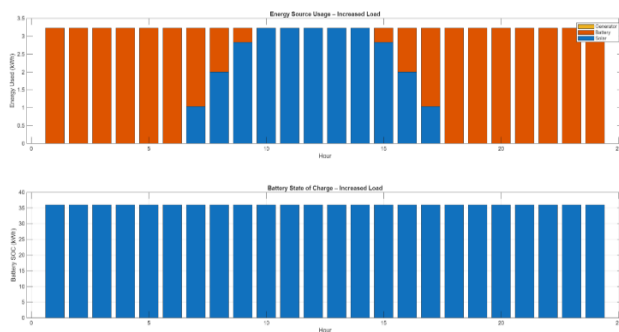 Energy Source Usage – Increased Load
Generator
Battery
Solar
Energy Used (kWh)
3.5
3
2.5
2
1.5
1
0.5
0
0 5 10 15 20
Hour
Battery State of Charge – Increased Load
Battery SOC (kWh)
40
35
30
25
20
15
10
5
0
0 5 10 15 20
Hour